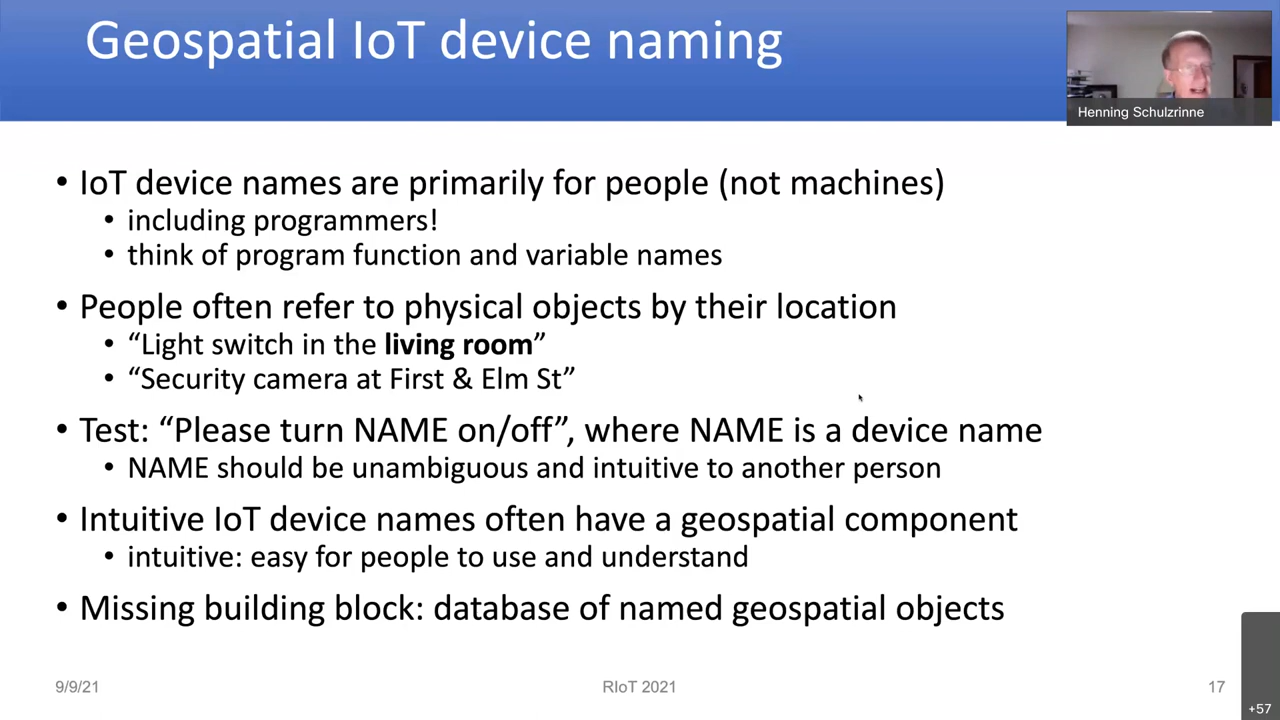 Geospatial IoT device naming
Henning Schulzrinne
• IoT device names are primarily for people (not machines)
• including programmers!
• think of program function and variable names
• People often refer to physical objects by their location
• “Light switch in the living room”
• “Security camera at First & Elm St”
• Test: “Please turn NAME on/off”, where NAME is a device name
• NAME should be unambiguous and intuitive to another person
• Intuitive IoT device names often have a geospatial component
• intuitive: easy for people to use and understand
• Missing building block: database of named geospatial objects
9/9/21
RIoT 2021
17
+57